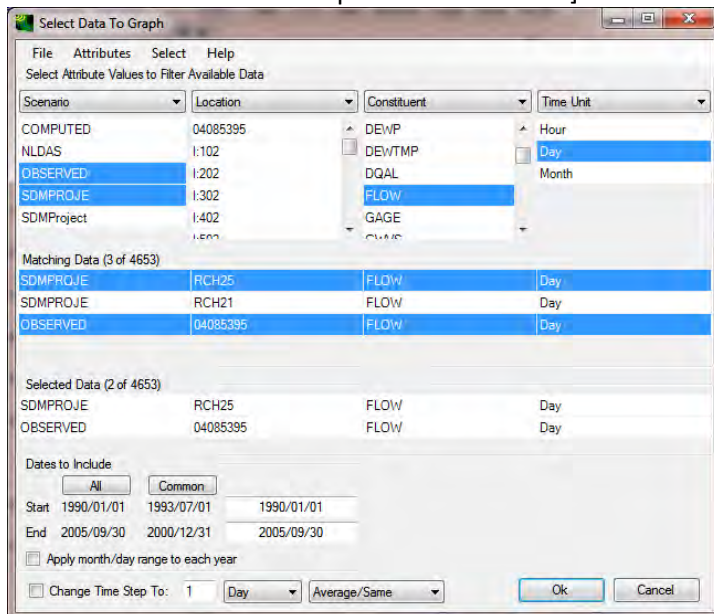 Select Data To Graph
File Attributes Select Help
Select Attribute Values to Filter Available Data
Scenario Location Constituent Time Unit
COMPUTED 04085395 DEWP Hour
NLDAS I:102 DEWTMP Day
OBSERVED I:202 DQAL Month
SDMPROJE I:302 FLOW
SDMProject I:402 GAGE
Matching Data (3 of 4653)
SDMPROJE RCH25 FLOW Day
SDMPROJE RCH21 FLOW Day
OBSERVED 04085395 FLOW Day
Selected Data (2 of 4653)
SDMPROJE RCH25 FLOW Day
OBSERVED 04085395 FLOW Day
Dates to Include
All Common
Start 1990/01/01 1993/07/01 1990/01/01
End 2005/09/30 2000/12/31 2005/09/30
Apply month/day range to each year
Change Time Step To: 1 Day Average/Same Ok Cancel